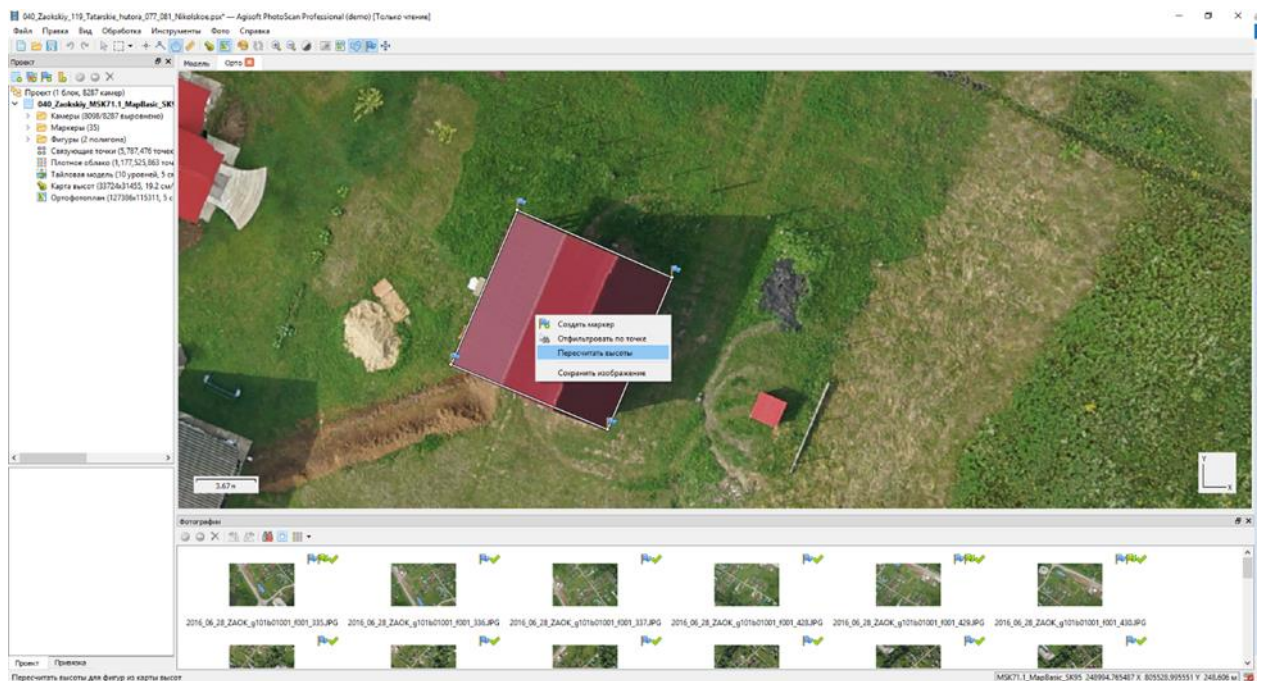 040_Zaokskiy_119_Tatarskie_hutora_077_081_Nikolskoe.psx* — Agisoft PhotoScan Professional (demo) [Только чтение]
Файл Правка Вид Обработка Инструменты Фото Справка
Проект
Модель Орто
Проект (1 блок, 8287 камер)
040_Zaokskiy_MSK71.1_MapBasic_SK9
Камеры (8098/8287 выровнено)
Маркеры (35)
Фигуры (2 полигонов)
Связующие точки (5,787,476 точек
Плотное облако (1,177,525,863 точ
Тайловая модель (10 уровней, 5 см
Карта высот (33724x31455, 19.2 см/
Ортофотоплан (127306x115311, 5 с
Создать маркер
Отфильтровать по точке
Пересчитать высоты
Сохранить изображение
3.67 м
Y
X
Фотографии
2016_06_28_ZAOK_g101b01001_f001_335.JPG 2016_06_28_ZAOK_g101b01001_f001_336.JPG 2016_06_28_ZAOK_g101b01001_f001_337.JPG 2016_06_28_ZAOK_g101b01001_f001_428.JPG 2016_06_28_ZAOK_g101b01001_f001_429.JPG 2016_06_28_ZAOK_g101b01001_f001_430.JPG
Проект Привязка
Пересчитать высоты для фигур из карты высот
MSK71.1_MapBasic_SK95 248994.765487 X 805528.995551 Y 248.606 м